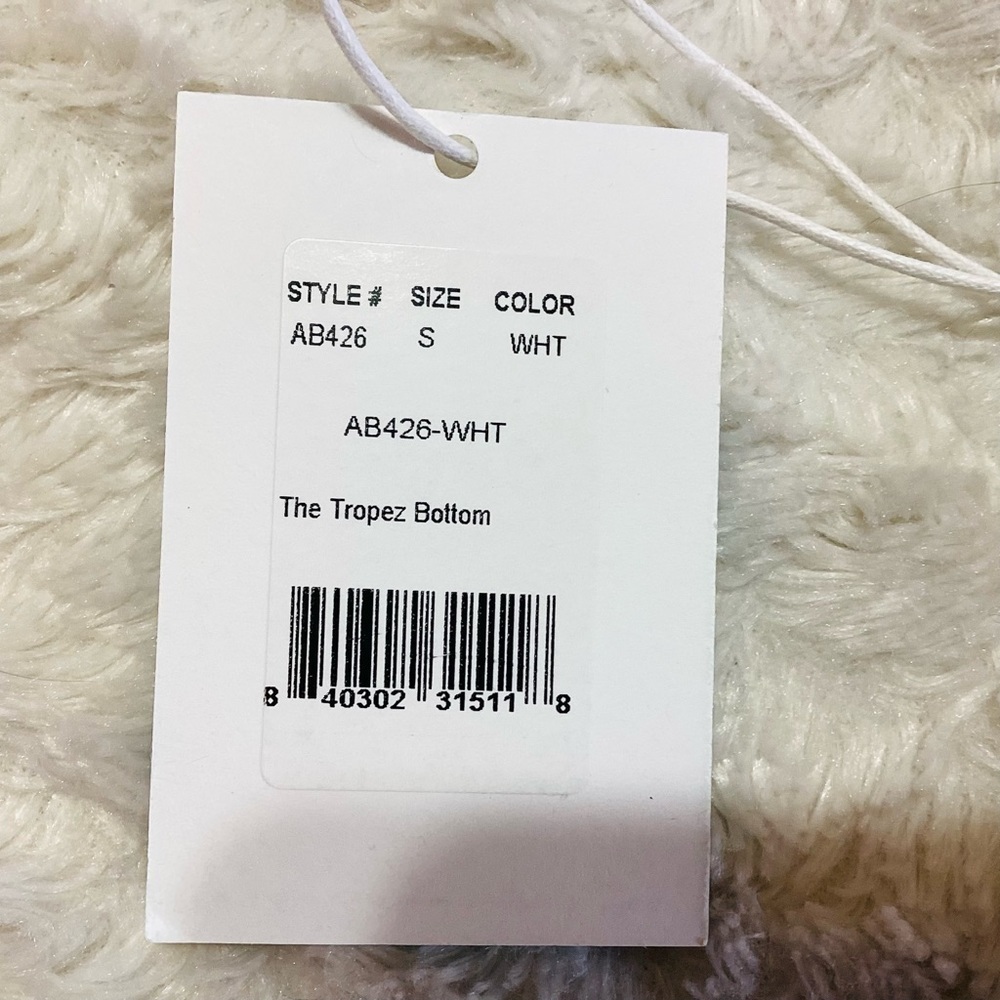 STYLE # SIZE COLOR
AB426 S WHT
AB426-WHT
The Tropez Bottom
8 40302 31511 8